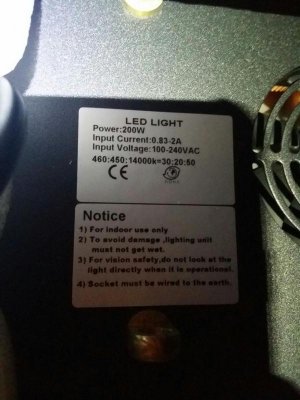 LED LIGHT
Power:200W
Input Current:0.83-2A
Input Voltage:100-240VAC
460:450:14000k=30:20:50
CE
RoHS
Notice
1) For indoor use only
2) To avoid damage ,lighting unit
must not get wet.
3) For vision safety,do not look at the
light directly when it is operational.
4) Socket must be wired to the earth.